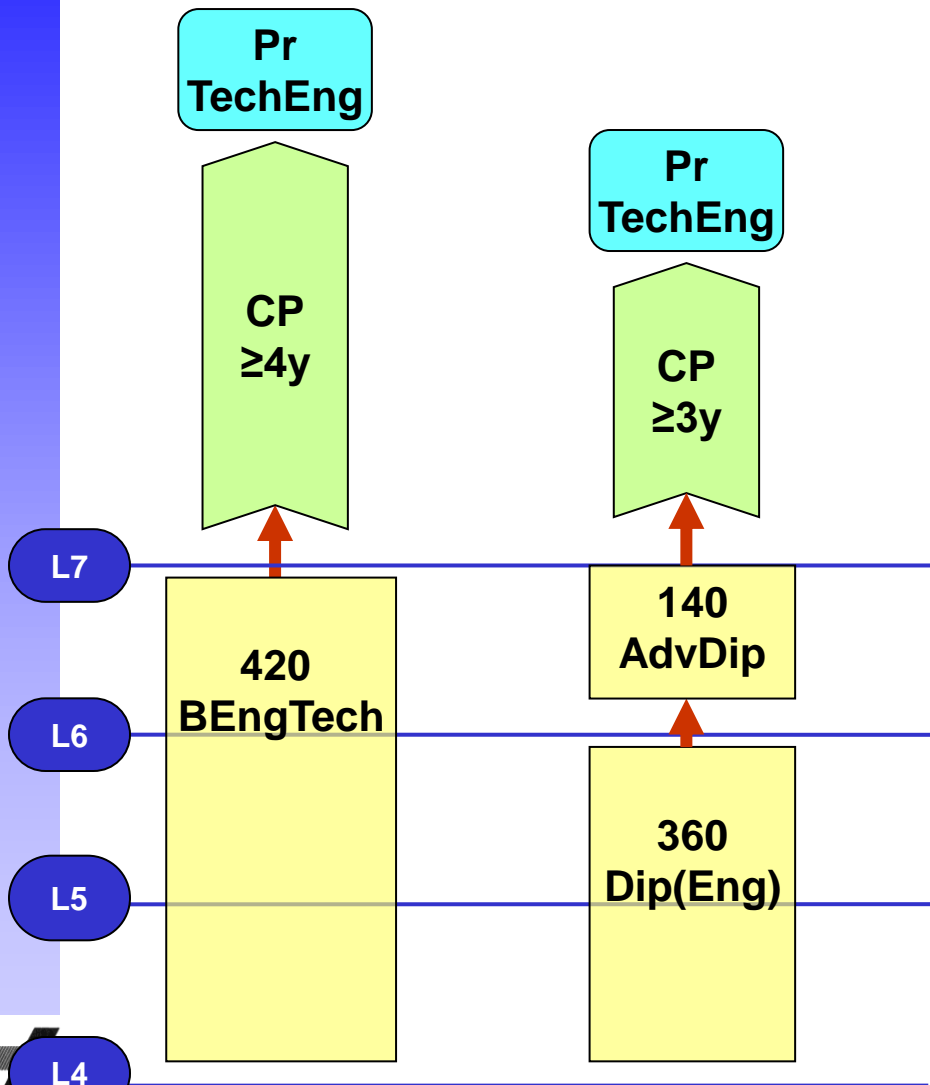 Pr
TechEng
Pr
TechEng
CP
≥4y
CP
≥3y
L7
140
AdvDip
420
BEngTech
L6
360
Dip(Eng)
L5
L4